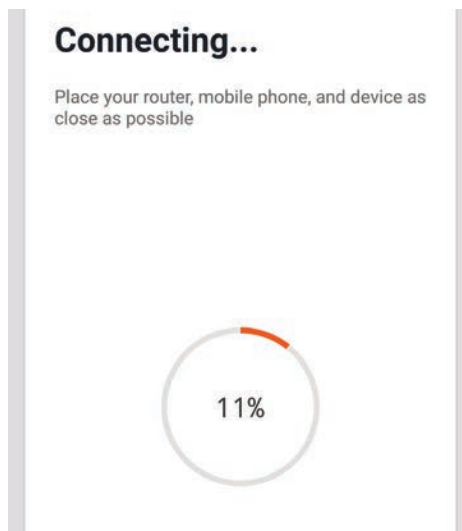 Connecting...
Place your router, mobile phone, and device as
close as possible
11%